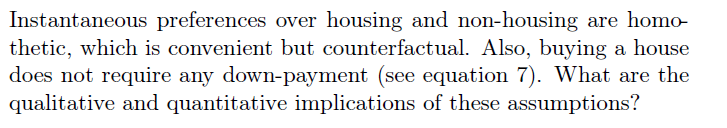 Instantaneous preferences over housing and non-housing are homo-
thetic, which is convenient but counterfactual. Also, buying a house
does not require any down-payment (see equation 7). What are the
qualitative and quantitative implications of these assumptions?